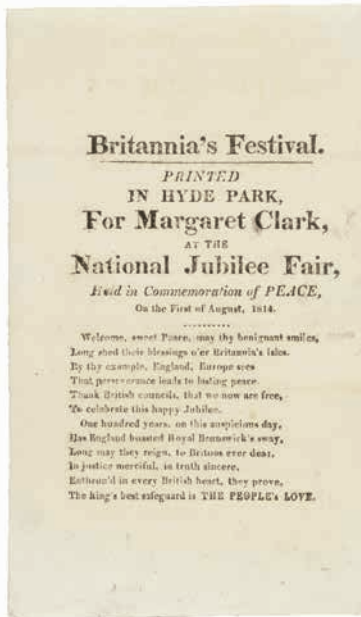 Britannia's Festival.
PRINTED
IN HYDE PARK,
For Margaret Clark,
AT THE
National Jubilee Fair,
Held in Commemoration of PEACE,
On the First of August, 1814.
Welcome, sweet Peace, may thy benignant smiles,
Long shed their blessings o'er Britannia's isles.
By thy example, England, Europe sees
That perseverance leads to lasting peace.
Thank British councils, that we now are free,
To celebrate this happy Jubilee.
One hundred years, on this auspicious day,
Has England boasted Royal Brunswick's sway,
Long may they reign, to Britons ever dear,
In justice merciful, in truth sincere,
Enthron'd in every British heart, they prove,
The king's best safeguard is THE PEOPLE's LOVE.